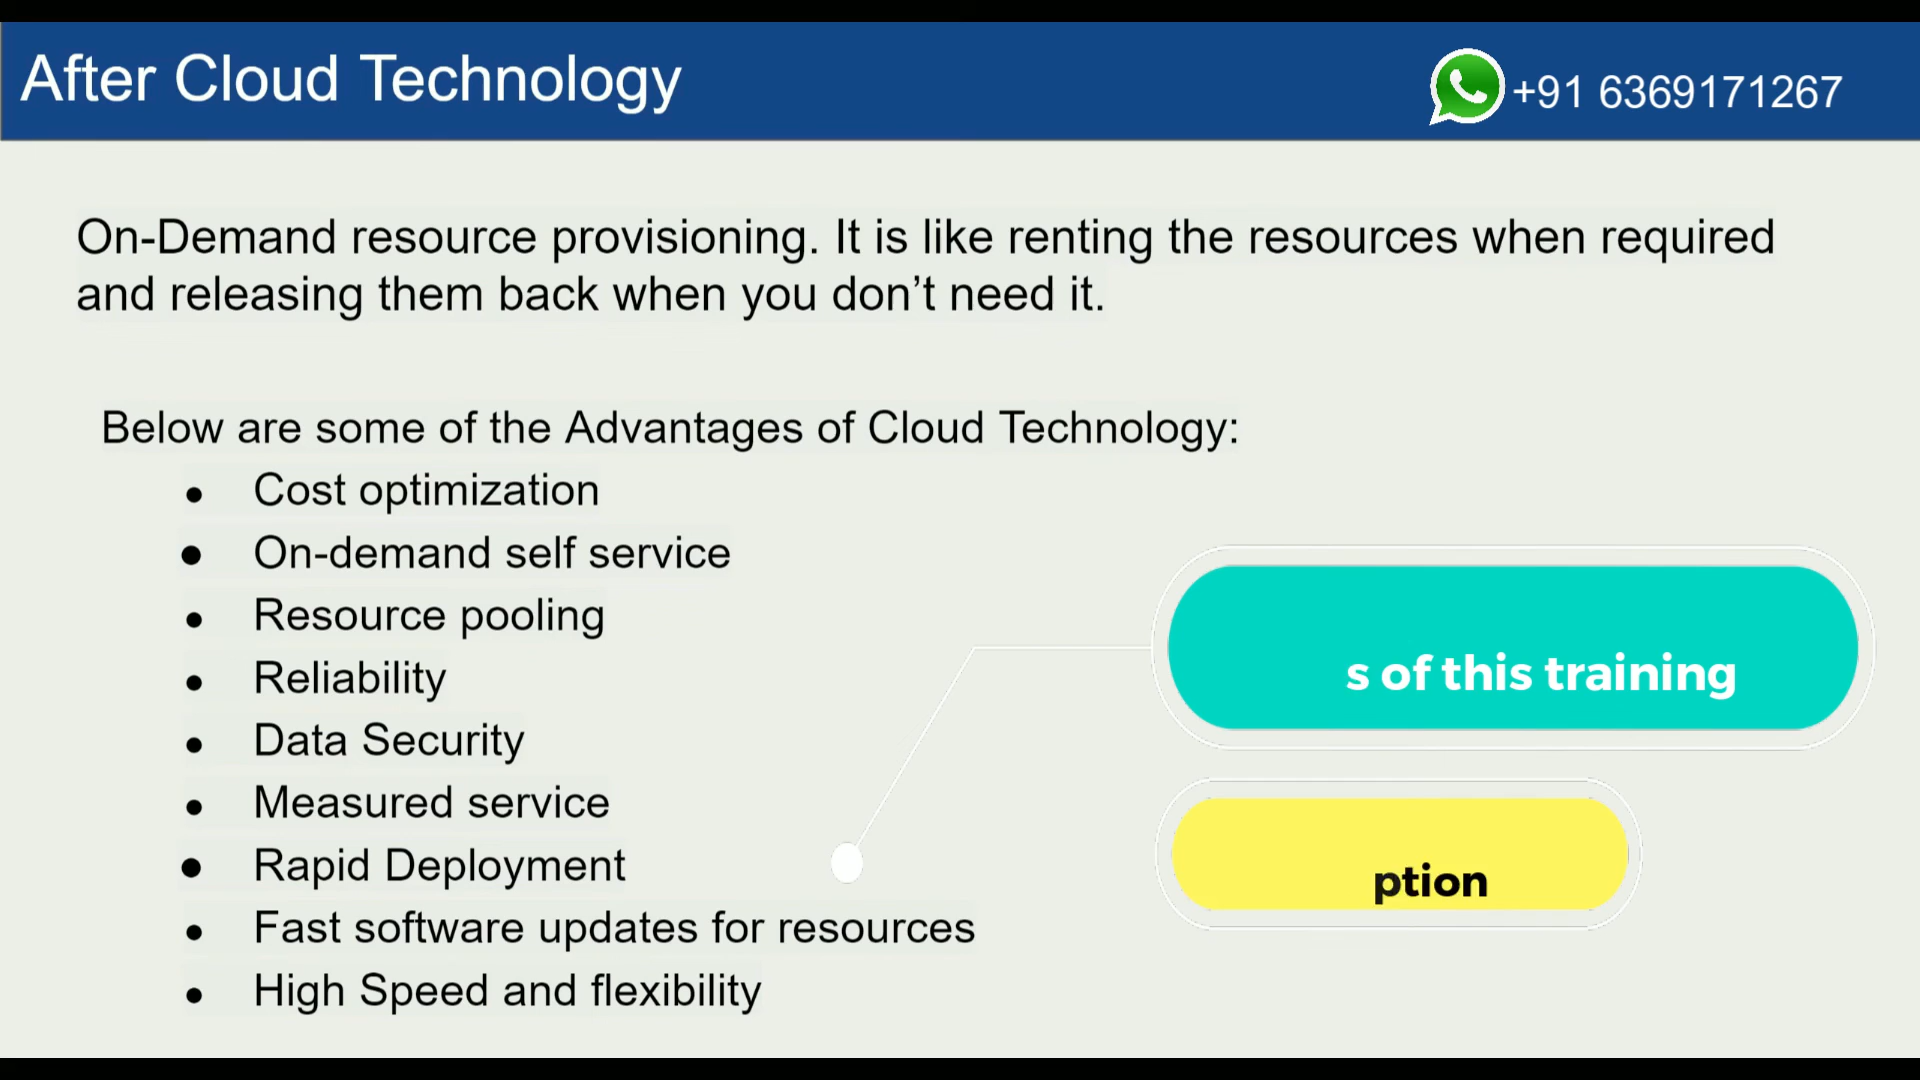 After Cloud Technology
+91 6369171267
On-Demand resource provisioning. It is like renting the resources when required
and releasing them back when you don’t need it.
Below are some of the Advantages of Cloud Technology:
● Cost optimization
● On-demand self service
● Resource pooling
● Reliability
● Data Security
● Measured service
● Rapid Deployment
● Fast software updates for resources
● High Speed and flexibility
s of this training
ption